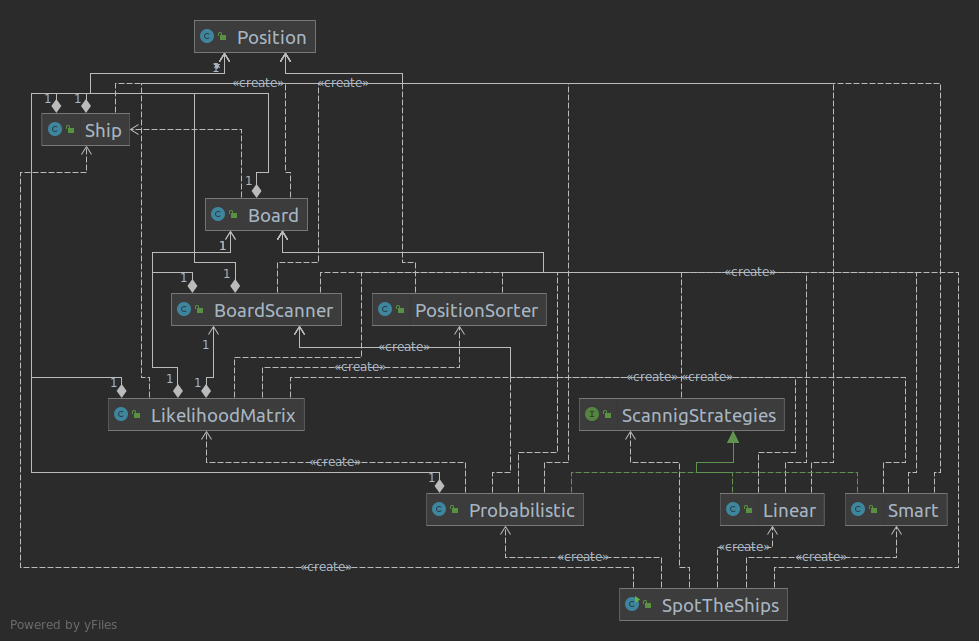 Position
1
«create» «create»
1 1
Ship
1
Board
1
1 1
«create»
BoardScanner
PositionSorter
1
«create»
«create»
1 1 1
«create» «create»
LikelihoodMatrix
ScannigStrategies
«create»
1
Probabilistic
Linear
Smart
«create»
«create» «create»
«create»
SpotTheShips
Powered by yFiles